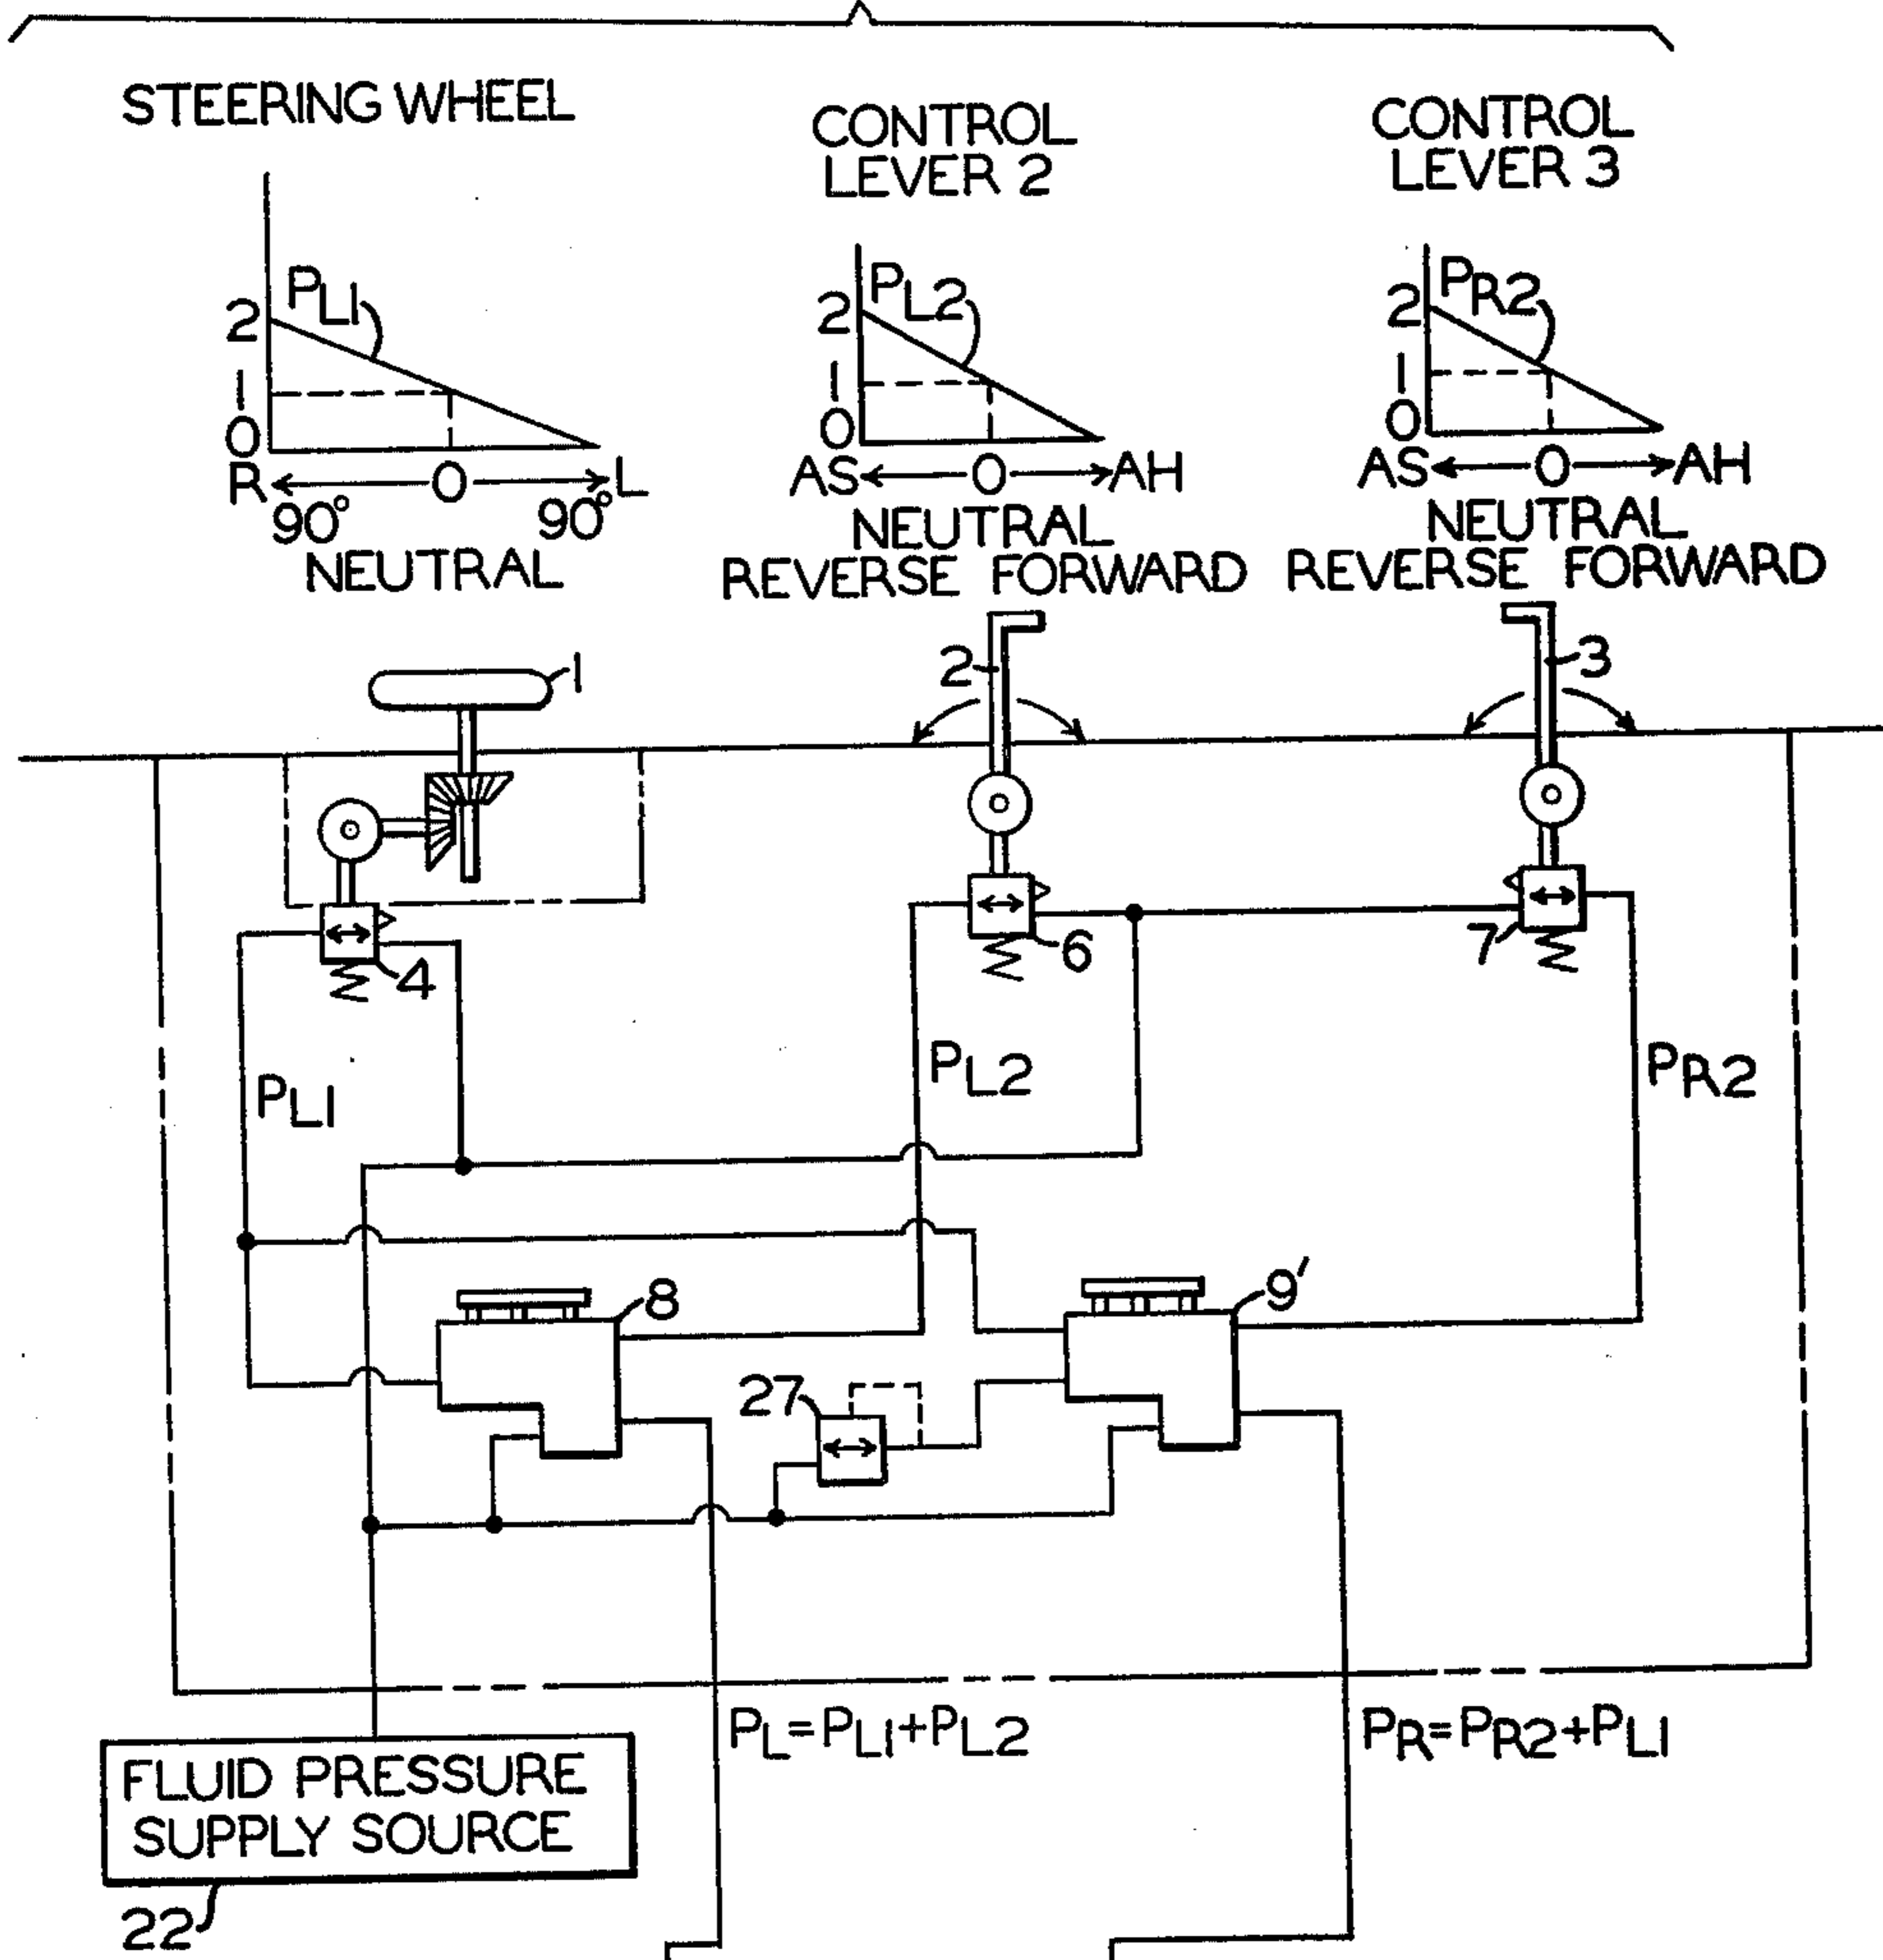 STEERING WHEEL
CONTROL
LEVER 2
CONTROL
LEVER 3
PL1
2
1
0
R 0 L
90° 90°
NEUTRAL
PL2
2
1
0
AS 0 AH
NEUTRAL
REVERSE FORWARD
PR2
2
1
0
AS 0 AH
NEUTRAL
REVERSE FORWARD
1
2
3
4
6
7
PL1
PL2
PR2
8
9'
27
PL=PL1+PL2
PR=PR2+PL1
FLUID PRESSURE
SUPPLY SOURCE
22